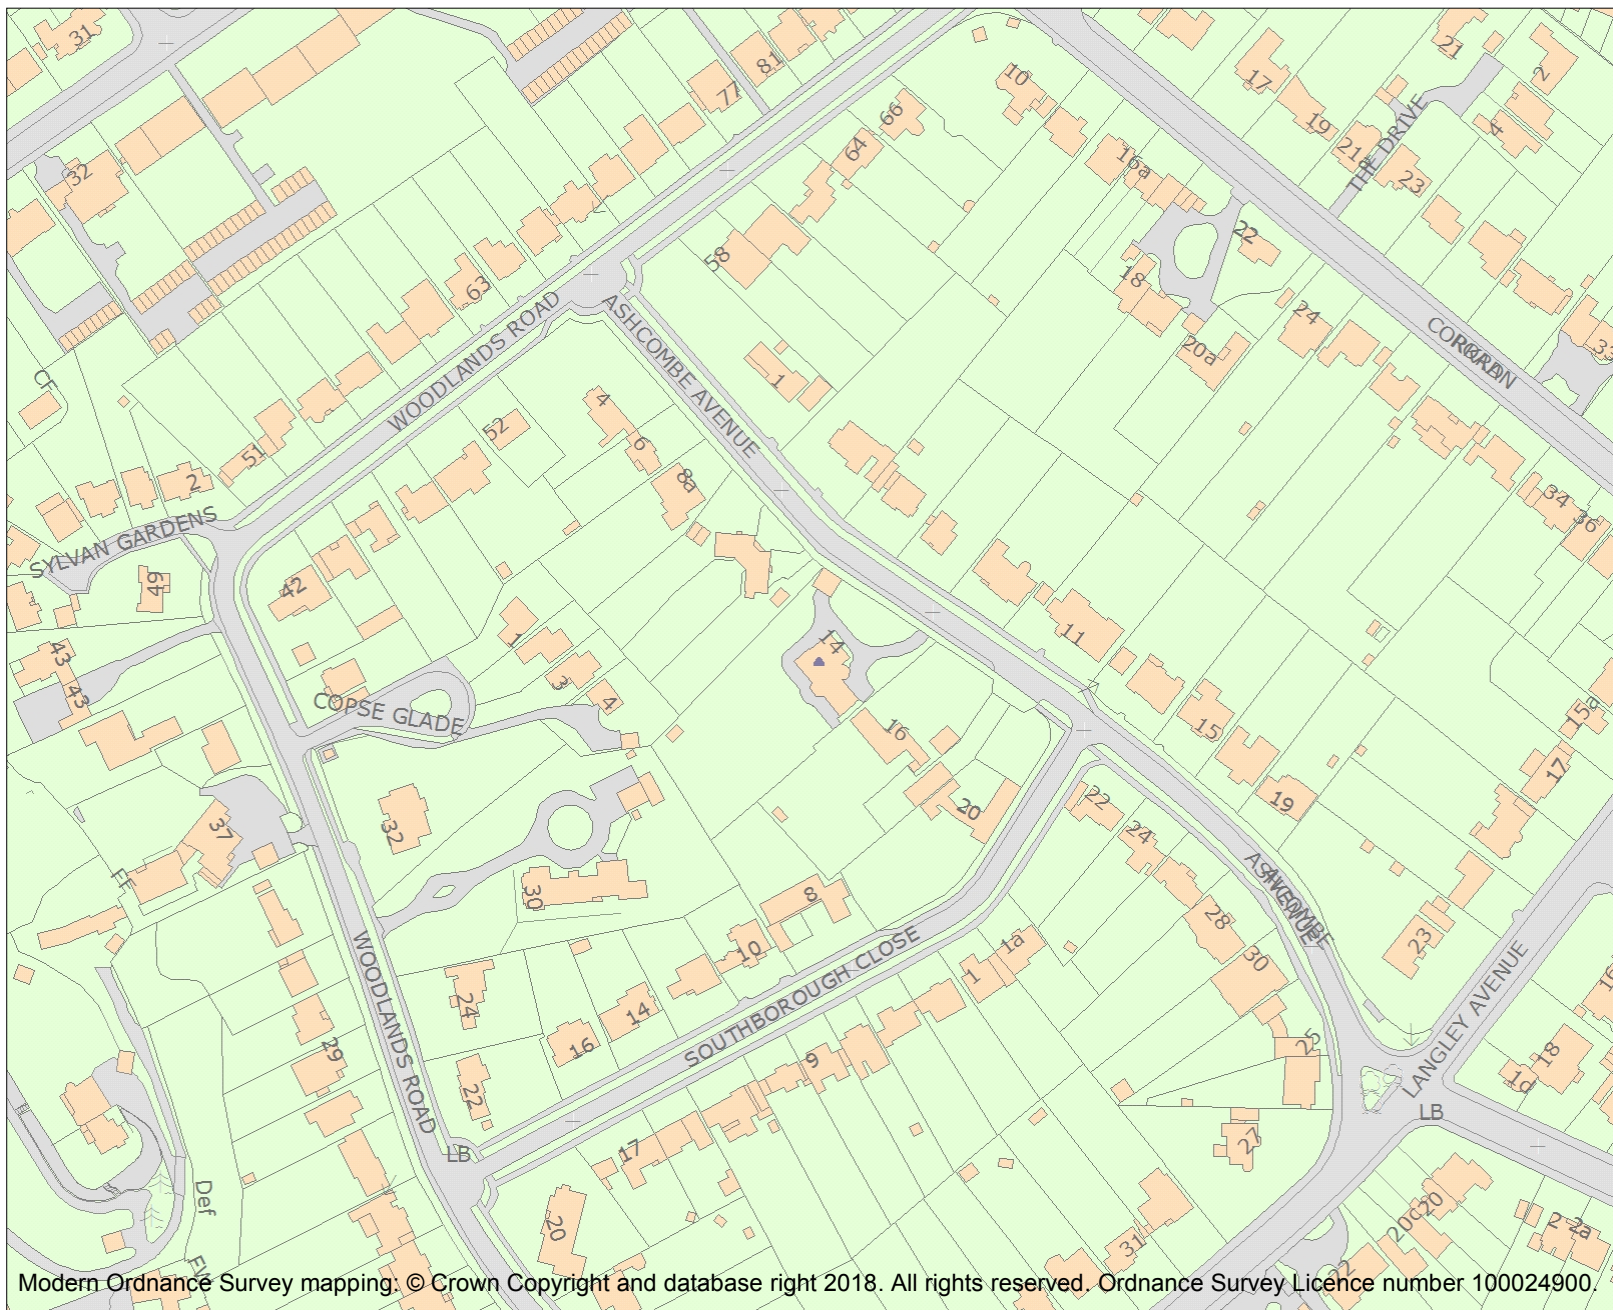 31
81
77
10
17
21
2
19
4
66
64
16a
21a
THE DRIVE
23
32
58
22
18
63
24
20a
33
WOODLANDS ROAD
ASHCOMBE AVENUE
CORKRAN
ROAD
CF
1
4
52
6
51
8a
2
34
36
SYLVAN GARDENS
49
42
11
1
14
43
43
3
4
COPSE GLADE
15a
16
15
17
37
32
22
19
20
24
FF
30
8
28
23
ASHCOMBE
AVENUE
10
1a
30
1
WOODLANDS ROAD
24
14
SOUTHBOROUGH CLOSE
LANGLEY AVENUE
16
16
29
9
25
18
1d
22
LB
LB
17
27
Def
20
20
20c
2
2a
31
22
FW
Modern Ordnance Survey mapping: © Crown Copyright and database right 2018. All rights reserved. Ordnance Survey Licence number 100024900.